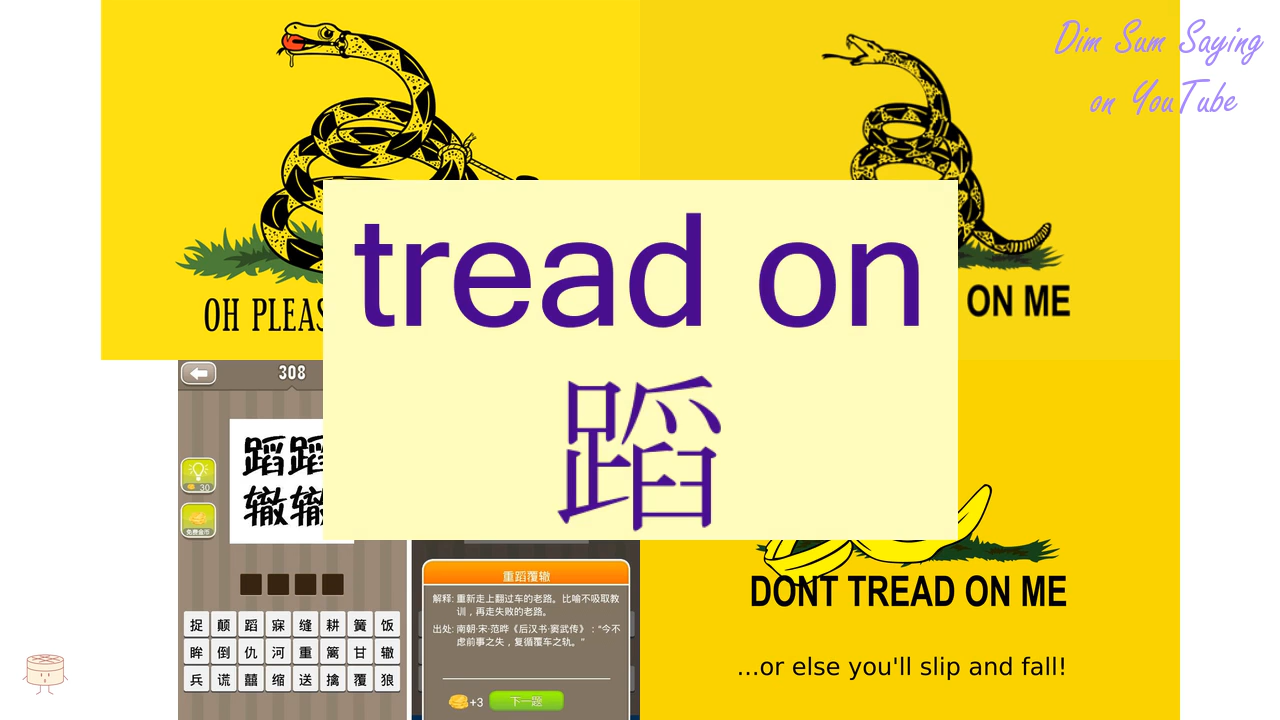 Dim Sum Saying
on YouTube
OH PLEAS
ON ME
tread on
蹈
308
蹈蹈
辙辙
30
免费金币
捉 颠 蹈 寐 缝 耕 簧 饭
眸 倒 仇 河 重 篱 甘 辙
兵 谎 囍 缩 送 擒 覆 狼
重蹈覆辙
解释: 重新走上翻过车的老路。比喻不吸取教
训，再走失败的老路。
出处: 南朝·宋·范晔《后汉书·窦武传》：“今不
虑前事之失，复循覆车之轨。”
+3
下一题
DONT TREAD ON ME
...or else you'll slip and fall!